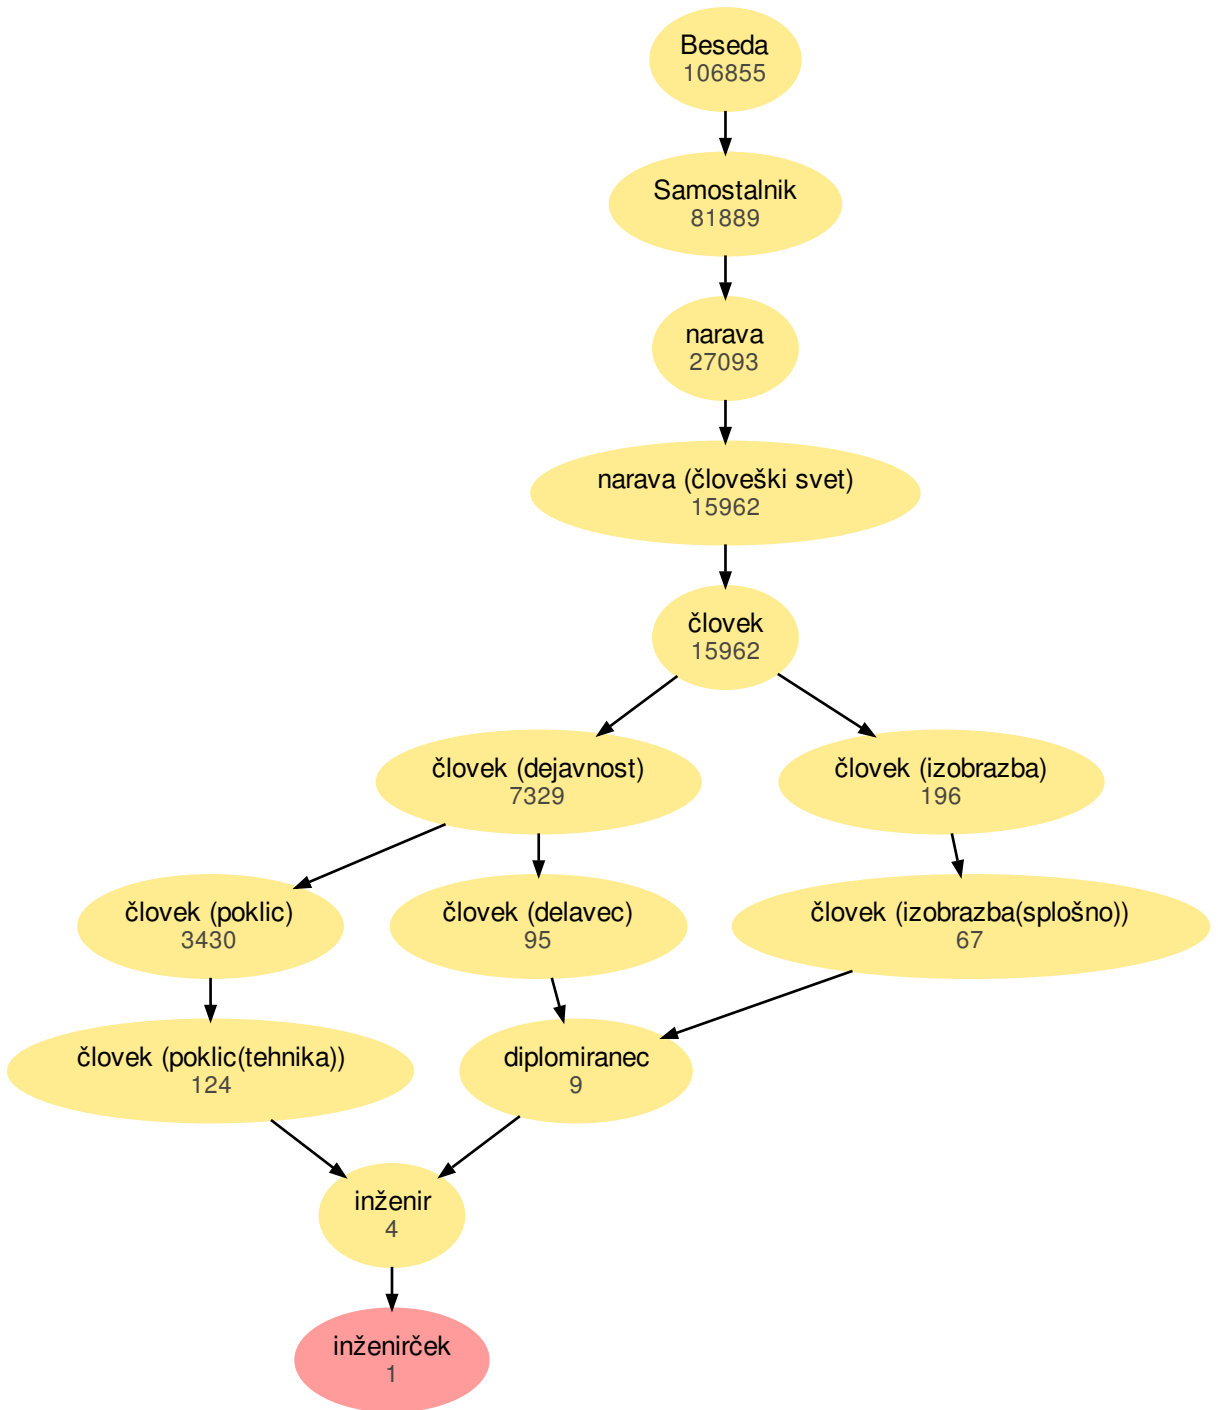 Beseda
106855
Samostalnik
81889
narava
27093
narava (človeški svet)
15962
človek
15962
človek (dejavnost)
7329
človek (izobrazba)
196
človek (poklic)
3430
človek (delavec)
95
človek (izobrazba(splošno))
67
človek (poklic(tehnika))
124
diplomiranec
9
inženir
4
inženirček
1